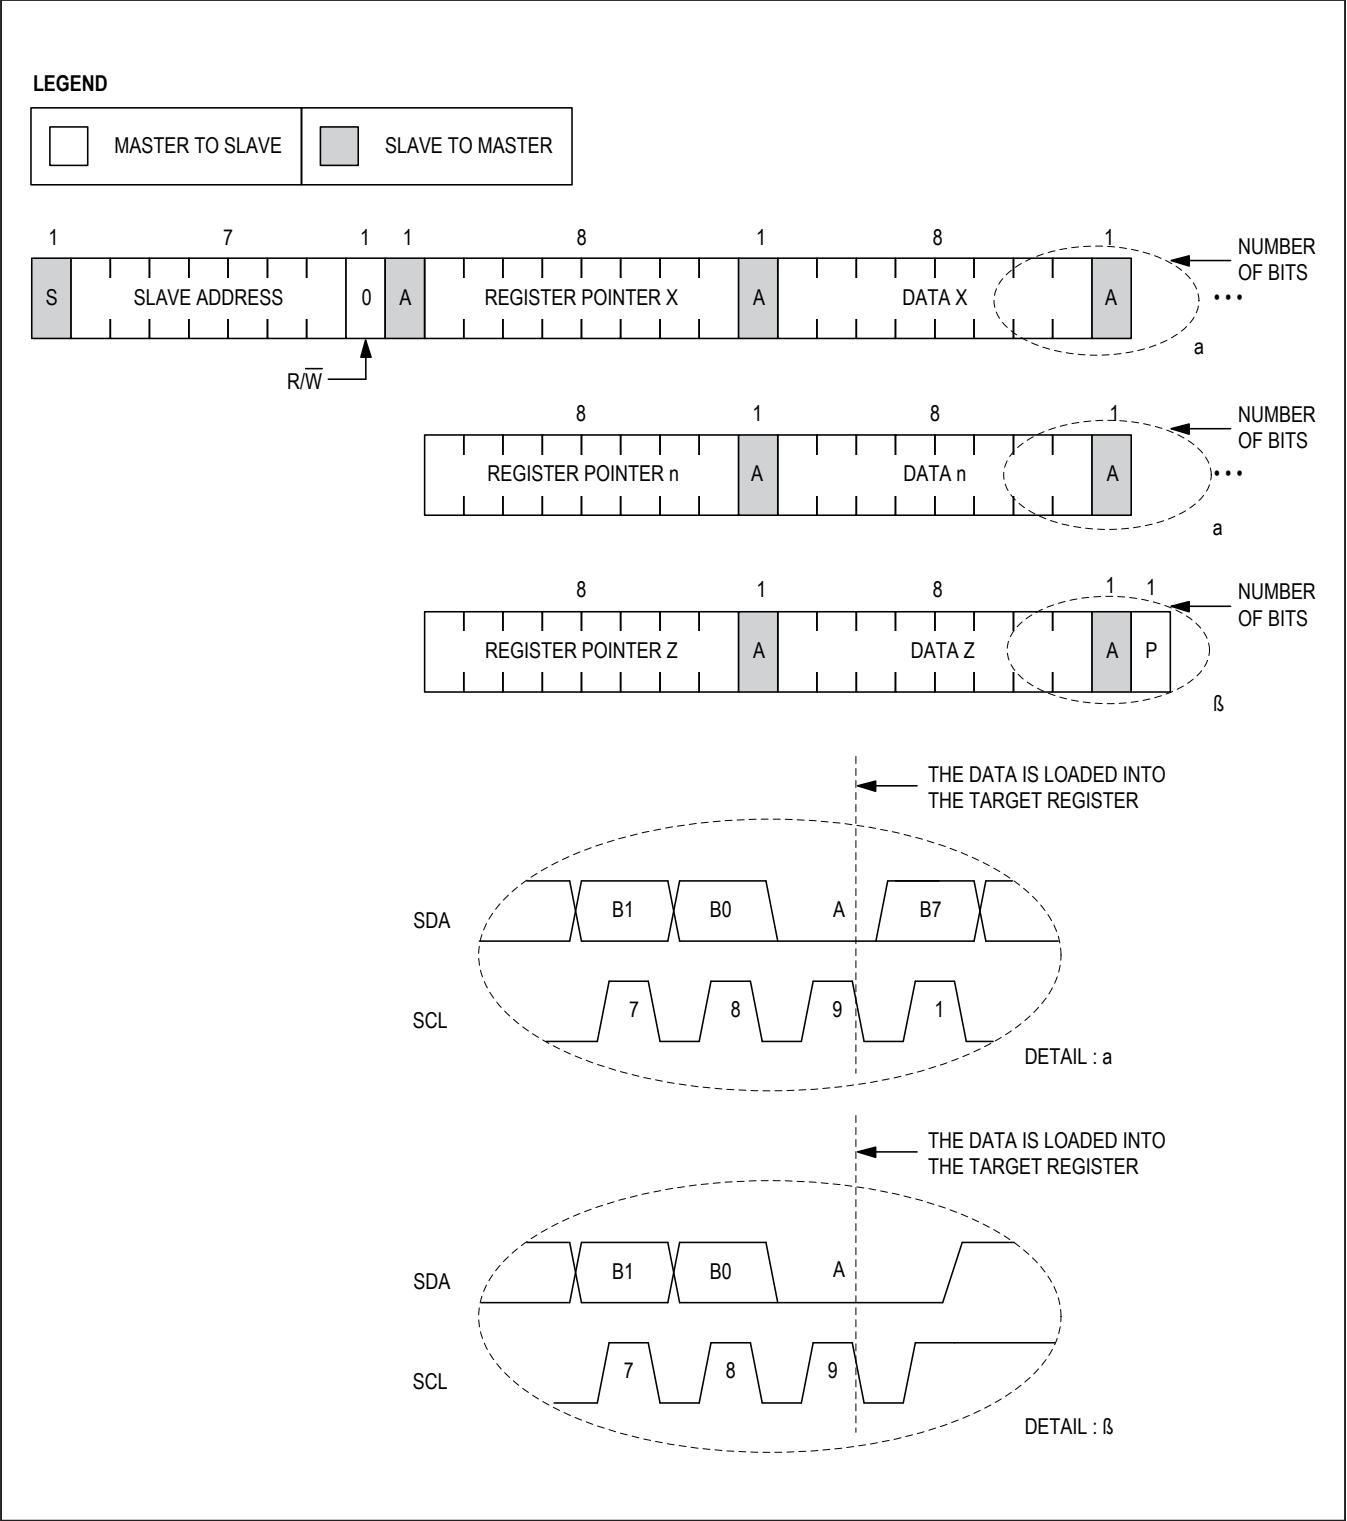 LEGEND
MASTER TO SLAVE
SLAVE TO MASTER
1 7 1 1 8 1 8 1
NUMBER
OF BITS
S SLAVE ADDRESS 0 A REGISTER POINTER X A DATA X A •••
a
R/W̅
8 1 8 1
NUMBER
OF BITS
REGISTER POINTER n A DATA n A •••
a
8 1 8 1 1
NUMBER
OF BITS
REGISTER POINTER Z A DATA Z A P
ß
THE DATA IS LOADED INTO
THE TARGET REGISTER
SDA B1 B0 A B7
SCL 7 8 9 1
DETAIL : a
THE DATA IS LOADED INTO
THE TARGET REGISTER
SDA B1 B0 A
SCL 7 8 9
DETAIL : ß